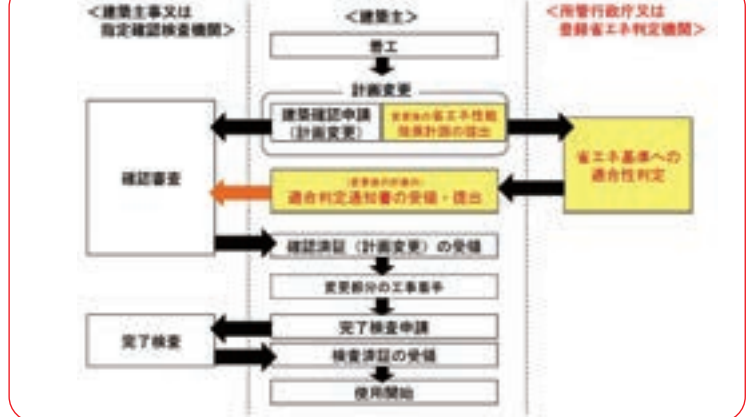 <建築主事又は
指定確認検査機関>
<建築主>
<所管行政庁又は
登録省エネ判定機関>
着工
計画変更
建築確認申請
(計画変更)
変更後の省エネ性能
確保計画の提出
省エネ基準への
適合性判定
確認審査
(変更後の計画の)
適合判定通知書の受領・提出
確認済証(計画変更)の受領
変更部分の工事着手
完了検査
完了検査申請
検査済証の受領
使用開始